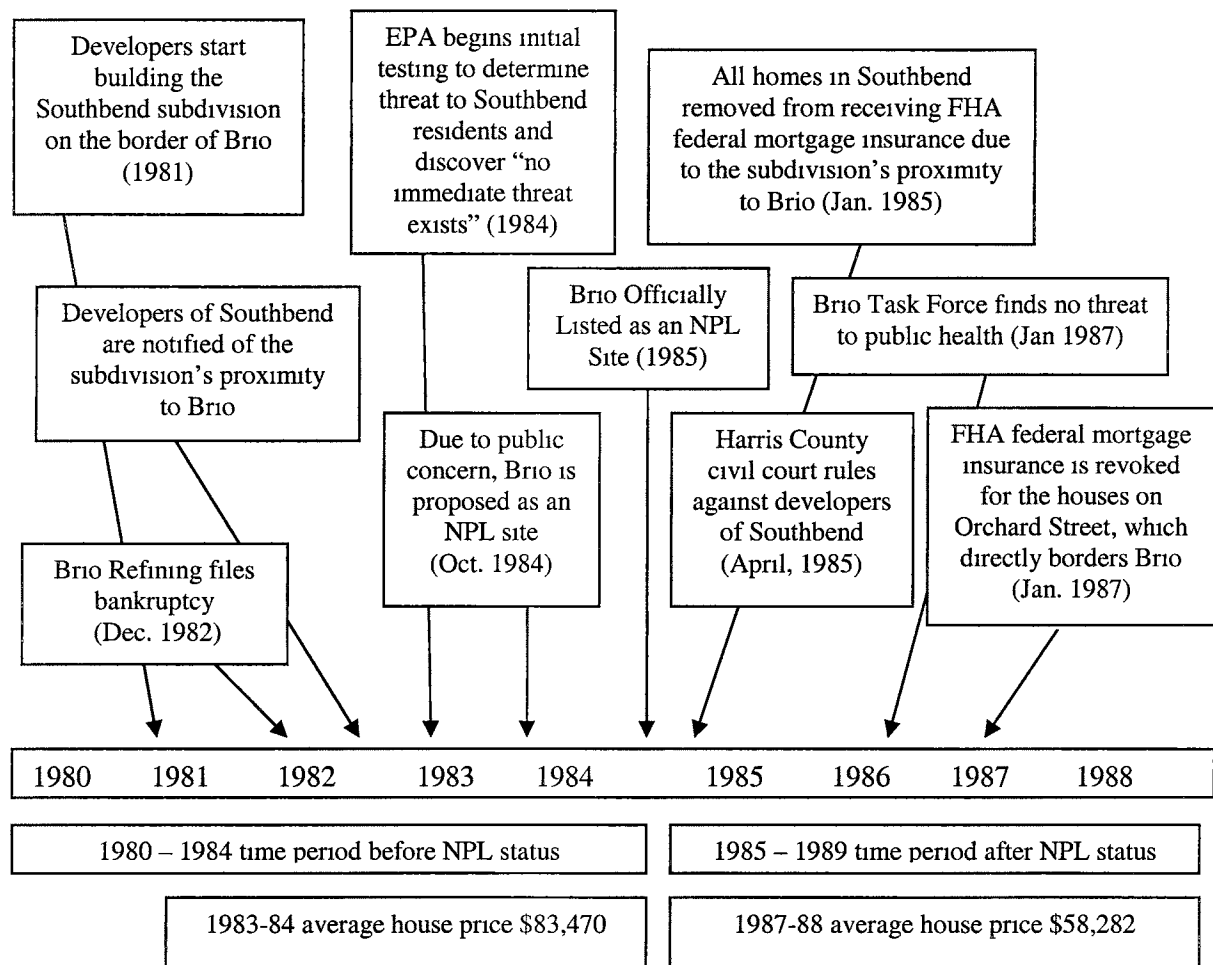 Developers start
building the
Southbend subdivision
on the border of Brio
(1981)
EPA begins initial
testing to determine
threat to Southbend
residents and
discover “no
immediate threat
exists” (1984)
All homes in Southbend
removed from receiving FHA
federal mortgage insurance due
to the subdivision’s proximity
to Brio (Jan. 1985)
Developers of Southbend
are notified of the
subdivision’s proximity
to Brio
Brio Officially
Listed as an NPL
Site (1985)
Brio Task Force finds no threat
to public health (Jan 1987)
Due to public
concern, Brio is
proposed as an
NPL site
(Oct. 1984)
Harris County
civil court rules
against developers
of Southbend
(April, 1985)
FHA federal mortgage
insurance is revoked
for the houses on
Orchard Street, which
directly borders Brio
(Jan. 1987)
Brio Refining files
bankruptcy
(Dec. 1982)
1980 1981 1982 1983 1984 1985 1986 1987 1988
1980 – 1984 time period before NPL status
1985 – 1989 time period after NPL status
1983-84 average house price $83,470
1987-88 average house price $58,282